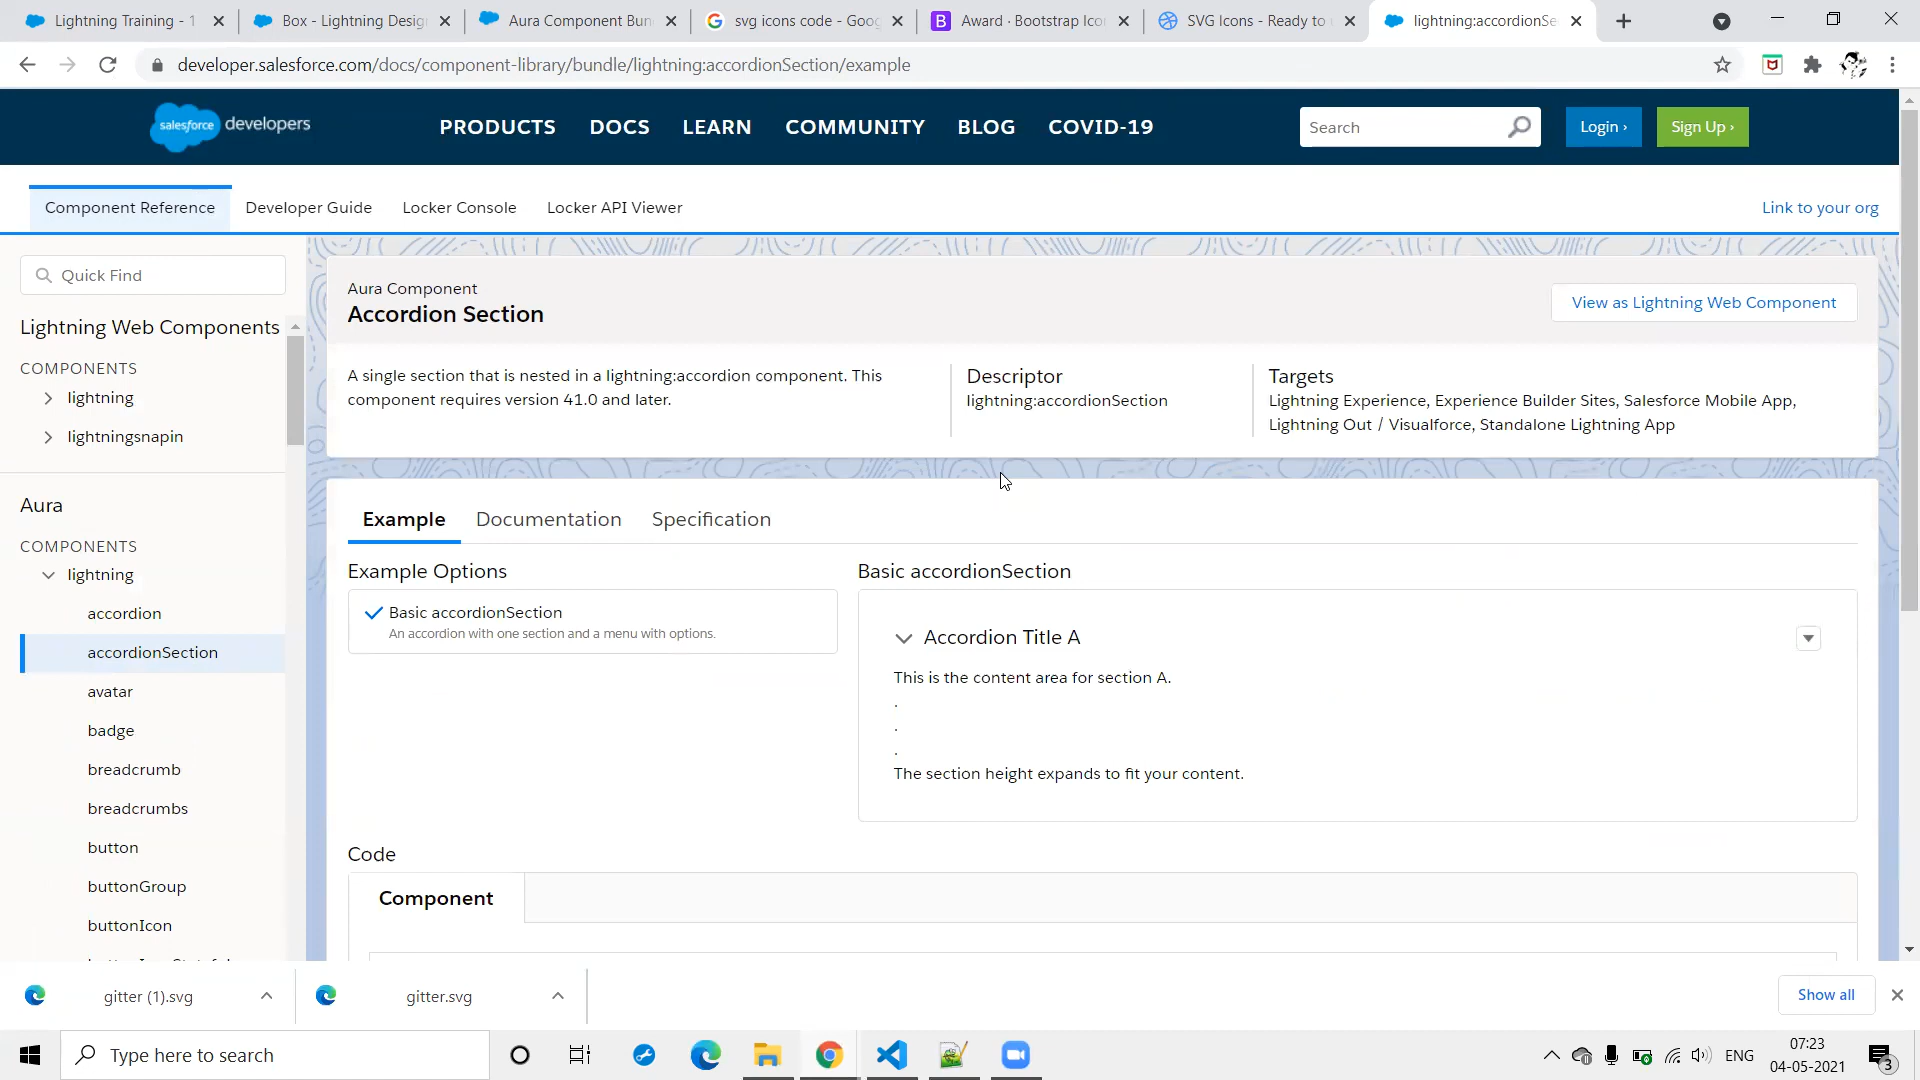 Lightning Training - 1
Box - Lightning Desig
Aura Component Bun
svg icons code - Goo
Award · Bootstrap Ico
SVG Icons - Ready to
lightning:accordionSe
developer.salesforce.com/docs/component-library/bundle/lightning:accordionSection/example
salesforce developers
PRODUCTS DOCS LEARN COMMUNITY BLOG COVID-19
Search
Login ›
Sign Up ›
Component Reference Developer Guide Locker Console Locker API Viewer
Link to your org
Quick Find
Lightning Web Components
COMPONENTS
lightning
lightningsnapin
Aura
COMPONENTS
lightning
accordion
accordionSection
avatar
badge
breadcrumb
breadcrumbs
button
buttonGroup
buttonIcon
Aura Component
Accordion Section
View as Lightning Web Component
A single section that is nested in a lightning:accordion component. This
component requires version 41.0 and later.
Descriptor
lightning:accordionSection
Targets
Lightning Experience, Experience Builder Sites, Salesforce Mobile App,
Lightning Out / Visualforce, Standalone Lightning App
Example Documentation Specification
Example Options
Basic accordionSection
An accordion with one section and a menu with options.
Basic accordionSection
Accordion Title A
This is the content area for section A.
.
.
.
The section height expands to fit your content.
Code
Component
gitter (1).svg
gitter.svg
Show all
Type here to search
ENG
07:23
04-05-2021
3